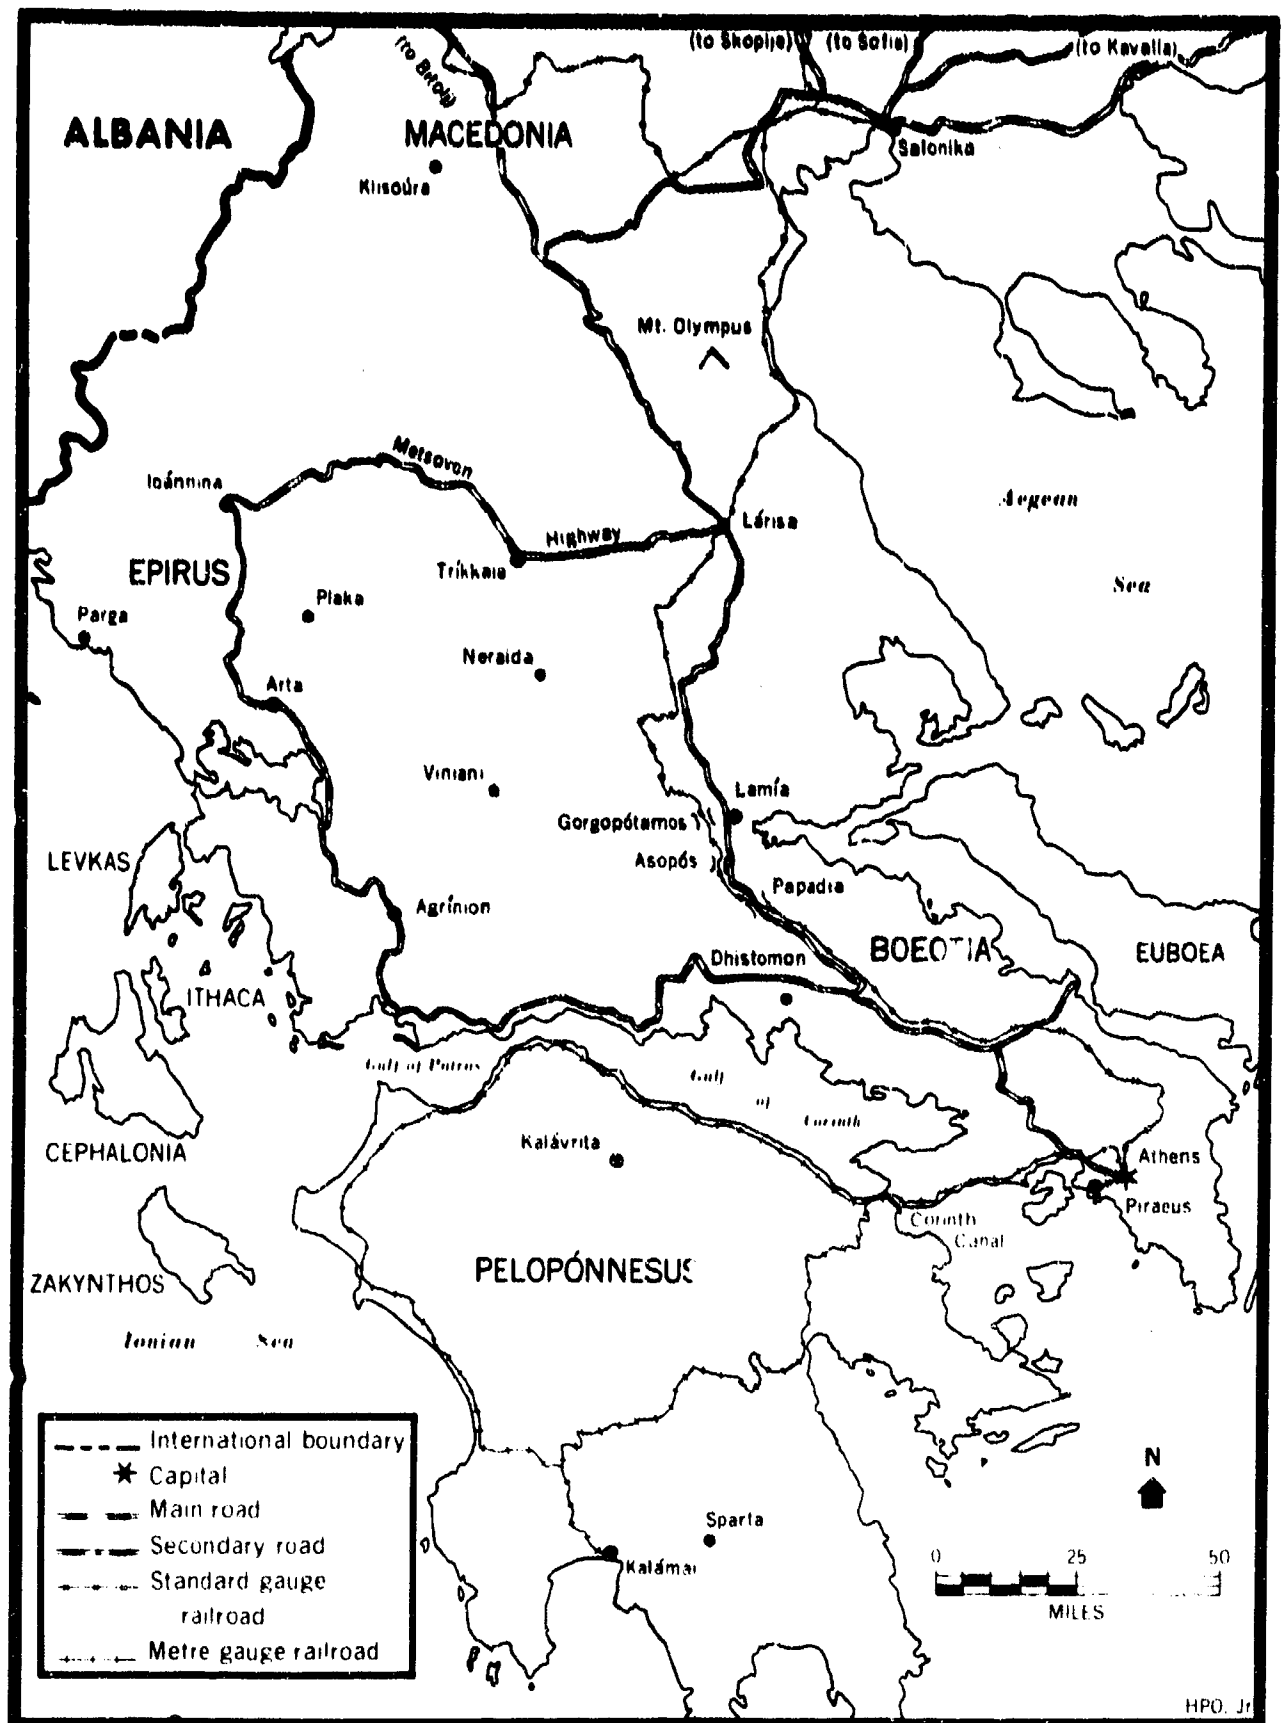 (to Bitolj)
(to Skoplje)
(to Sofia)
(to Kavalla)
ALBANIA
MACEDONIA
Salonika
Klisoúra
Mt. Olympus
Metsovon
Ioánnina
Aegean
Lárisa
Highway
EPIRUS
Tríkkala
Sea
Plaka
Parga
Neraida
Arta
Viniani
Lamía
Gorgopótamos
LEVKAS
Asopós
Papadia
Agrínion
BOEOTIA
EUBOEA
Dhistomon
ITHACA
Gulf of Patras
Gulf
of
Corinth
Kalávrita
CEPHALONIA
Athens
Piraeus
Corinth
Canal
PELOPÓNNESUS
ZAKYNTHOS
Ionian Sea
International boundary
Capital
Main road
Secondary road
Standard gauge
railroad
Metre gauge railroad
N
Sparta
Kalámai
0 25 50
MILES
HPO. Jr